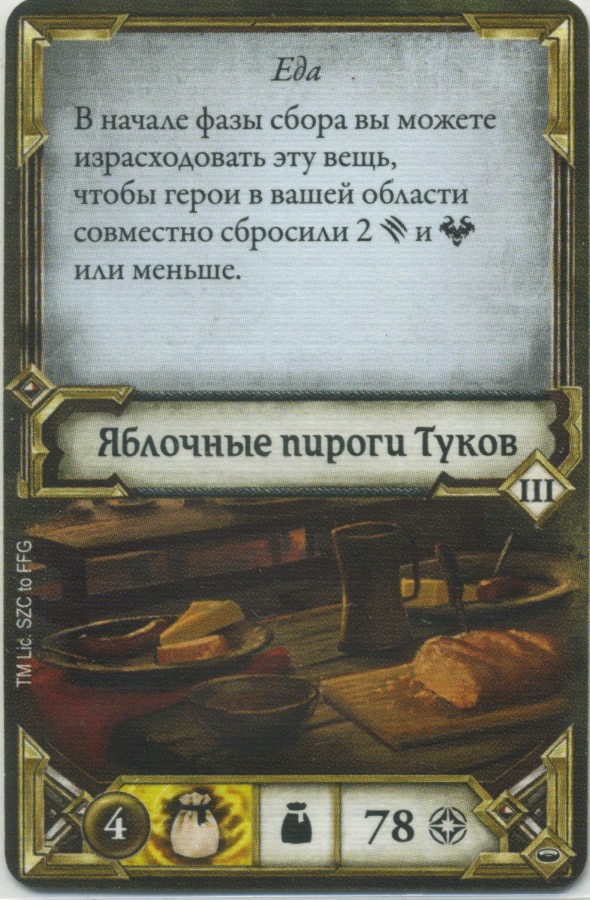 Еда
В начале фазы сбора вы можете
израсходовать эту вещь,
чтобы герои в вашей области
совместно сбросили 2 и
или меньше.
Яблочные пироги Туков
III
TM Lic. SZC to FFG
4
78